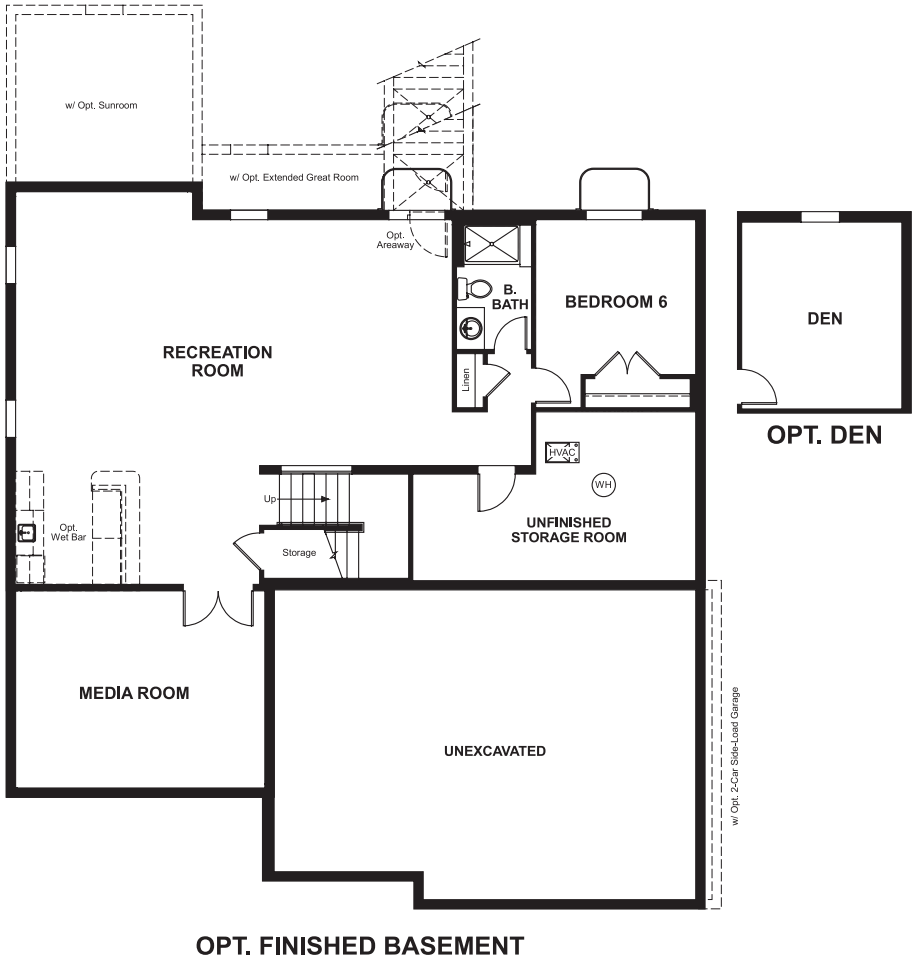 w/ Opt. Sunroom
w/ Opt. Extended Great Room
Opt.
Areaway
B.
BATH
BEDROOM 6
DEN
RECREATION
ROOM
Linen
OPT. DEN
HVAC
WH
Up
Opt.
Wet Bar
UNFINISHED
STORAGE ROOM
Storage
MEDIA ROOM
UNEXCAVATED
w/ Opt. 2-Car Side-Load Garage
OPT. FINISHED BASEMENT